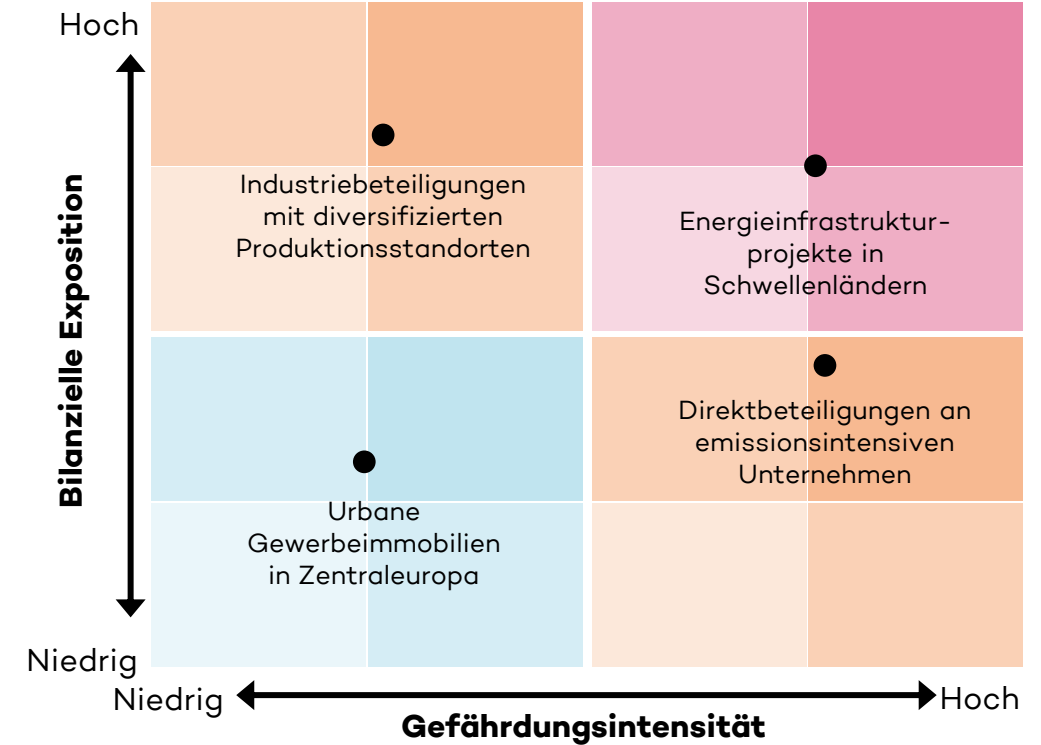 Hoch
Bilanzielle Exposition
Industriebeteiligungen
mit diversifizierten
Produktionsstandorten
Energieinfrastruktur-
projekte in
Schwellenländern
Direktbeteiligungen an
emissionsintensiven
Unternehmen
Urbane
Gewerbeimmobilien
in Zentraleuropa
Niedrig
Niedrig
Hoch
Gefährdungsintensität